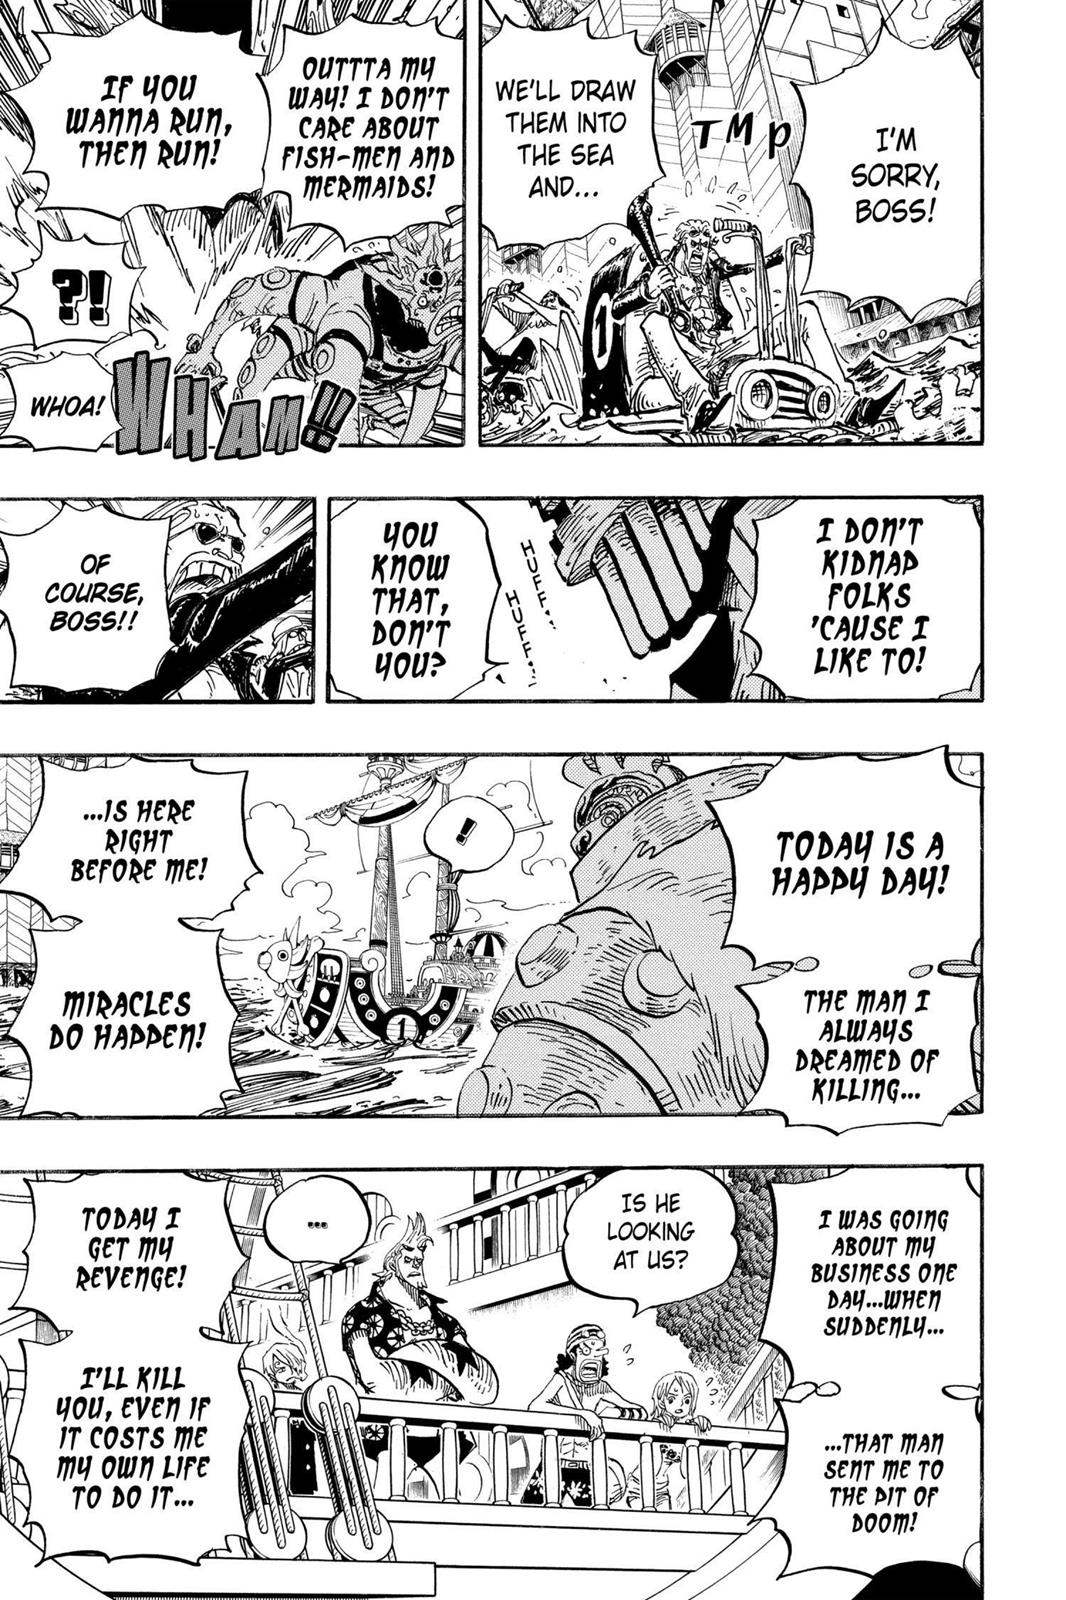 I'M
SORRY,
BOSS!
TMP
WE'LL DRAW
THEM INTO
THE SEA
AND...
1
OUTTTA MY
WAY! I DON'T
CARE ABOUT
FISH-MEN AND
MERMAIDS!
IF YOU
WANNA RUN,
THEN RUN!
?!
WHOA!
WHAM!!
I DON'T
KIDNAP
FOLKS
'CAUSE I
LIKE TO!
HUFF...
HUFF...
YOU
KNOW
THAT,
DON'T
YOU?
OF
COURSE,
BOSS!!
TODAY IS A
HAPPY DAY!
THE MAN I
ALWAYS
DREAMED OF
KILLING...
!!
1
...IS HERE
RIGHT
BEFORE ME!
MIRACLES
DO HAPPEN!
I WAS GOING
ABOUT MY
BUSINESS ONE
DAY...WHEN
SUDDENLY...
...THAT MAN
SENT ME TO
THE PIT OF
DOOM!
IS HE
LOOKING
AT US?
...
TODAY I
GET MY
REVENGE!
I'LL KILL
YOU, EVEN IF
IT COSTS ME
MY OWN LIFE
TO DO IT...